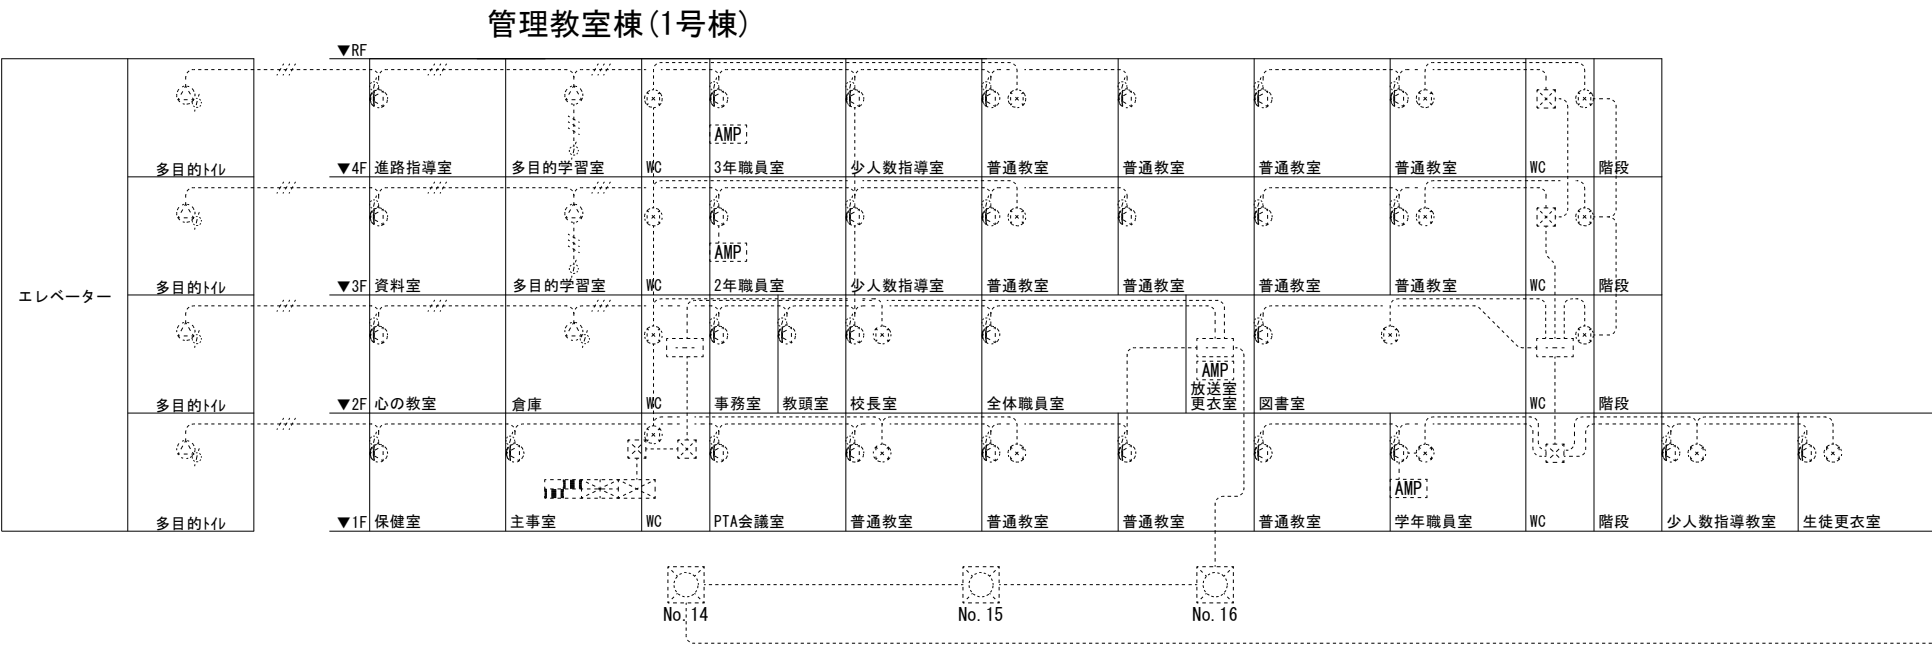 管理教室棟(1号棟)
▼RF
AMP
多目的トイレ
▼4F
進路指導室
多目的学習室
WC
3年職員室
少人数指導室
普通教室
普通教室
普通教室
普通教室
WC
階段
AMP
エレベーター
多目的トイレ
▼3F
資料室
多目的学習室
WC
2年職員室
少人数指導室
普通教室
普通教室
普通教室
普通教室
WC
階段
AMP
多目的トイレ
▼2F
心の教室
倉庫
WC
事務室
教頭室
校長室
全体職員室
放送室
更衣室
図書室
WC
階段
AMP
多目的トイレ
▼1F
保健室
主事室
WC
PTA会議室
普通教室
普通教室
普通教室
普通教室
学年職員室
WC
階段
少人数指導教室
生徒更衣室
No.14
No.15
No.16